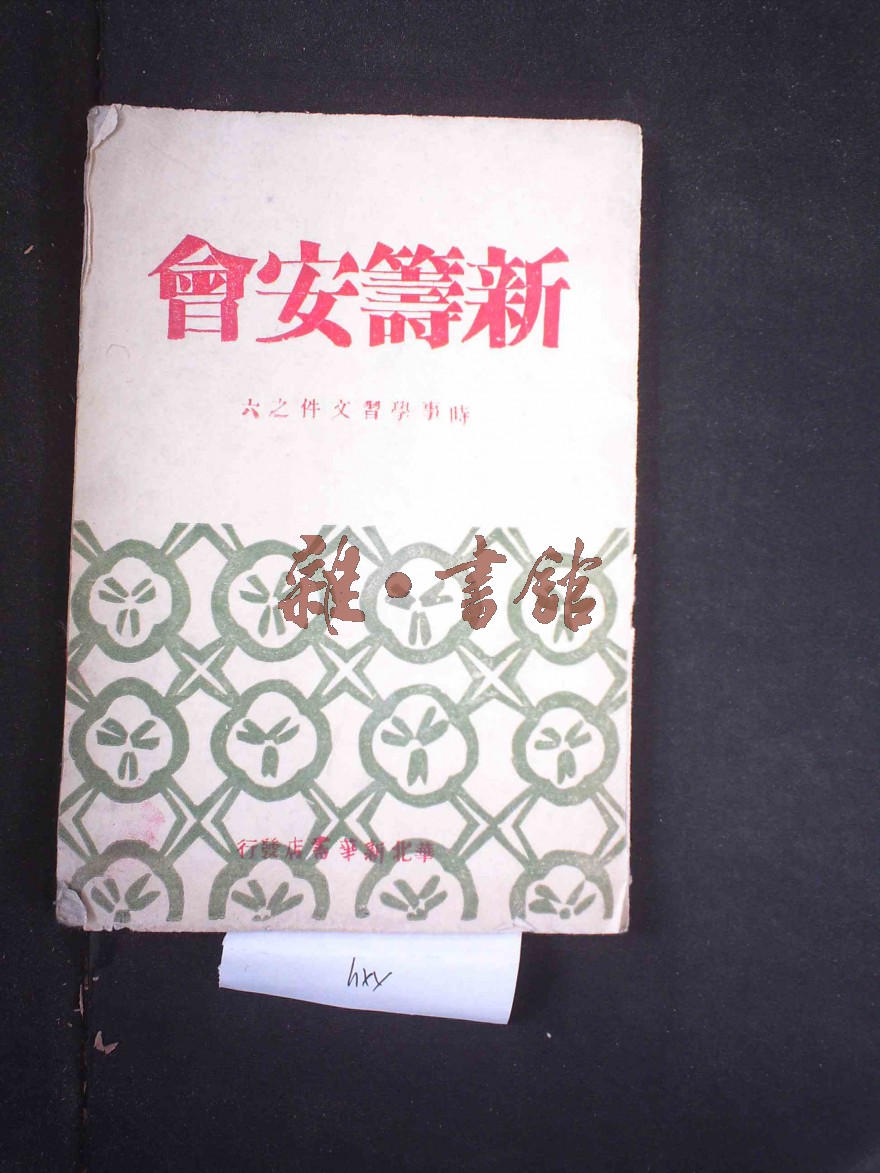 新籌安會
時事學習文件之六
雜·書館
華北新華書店發行
hxy